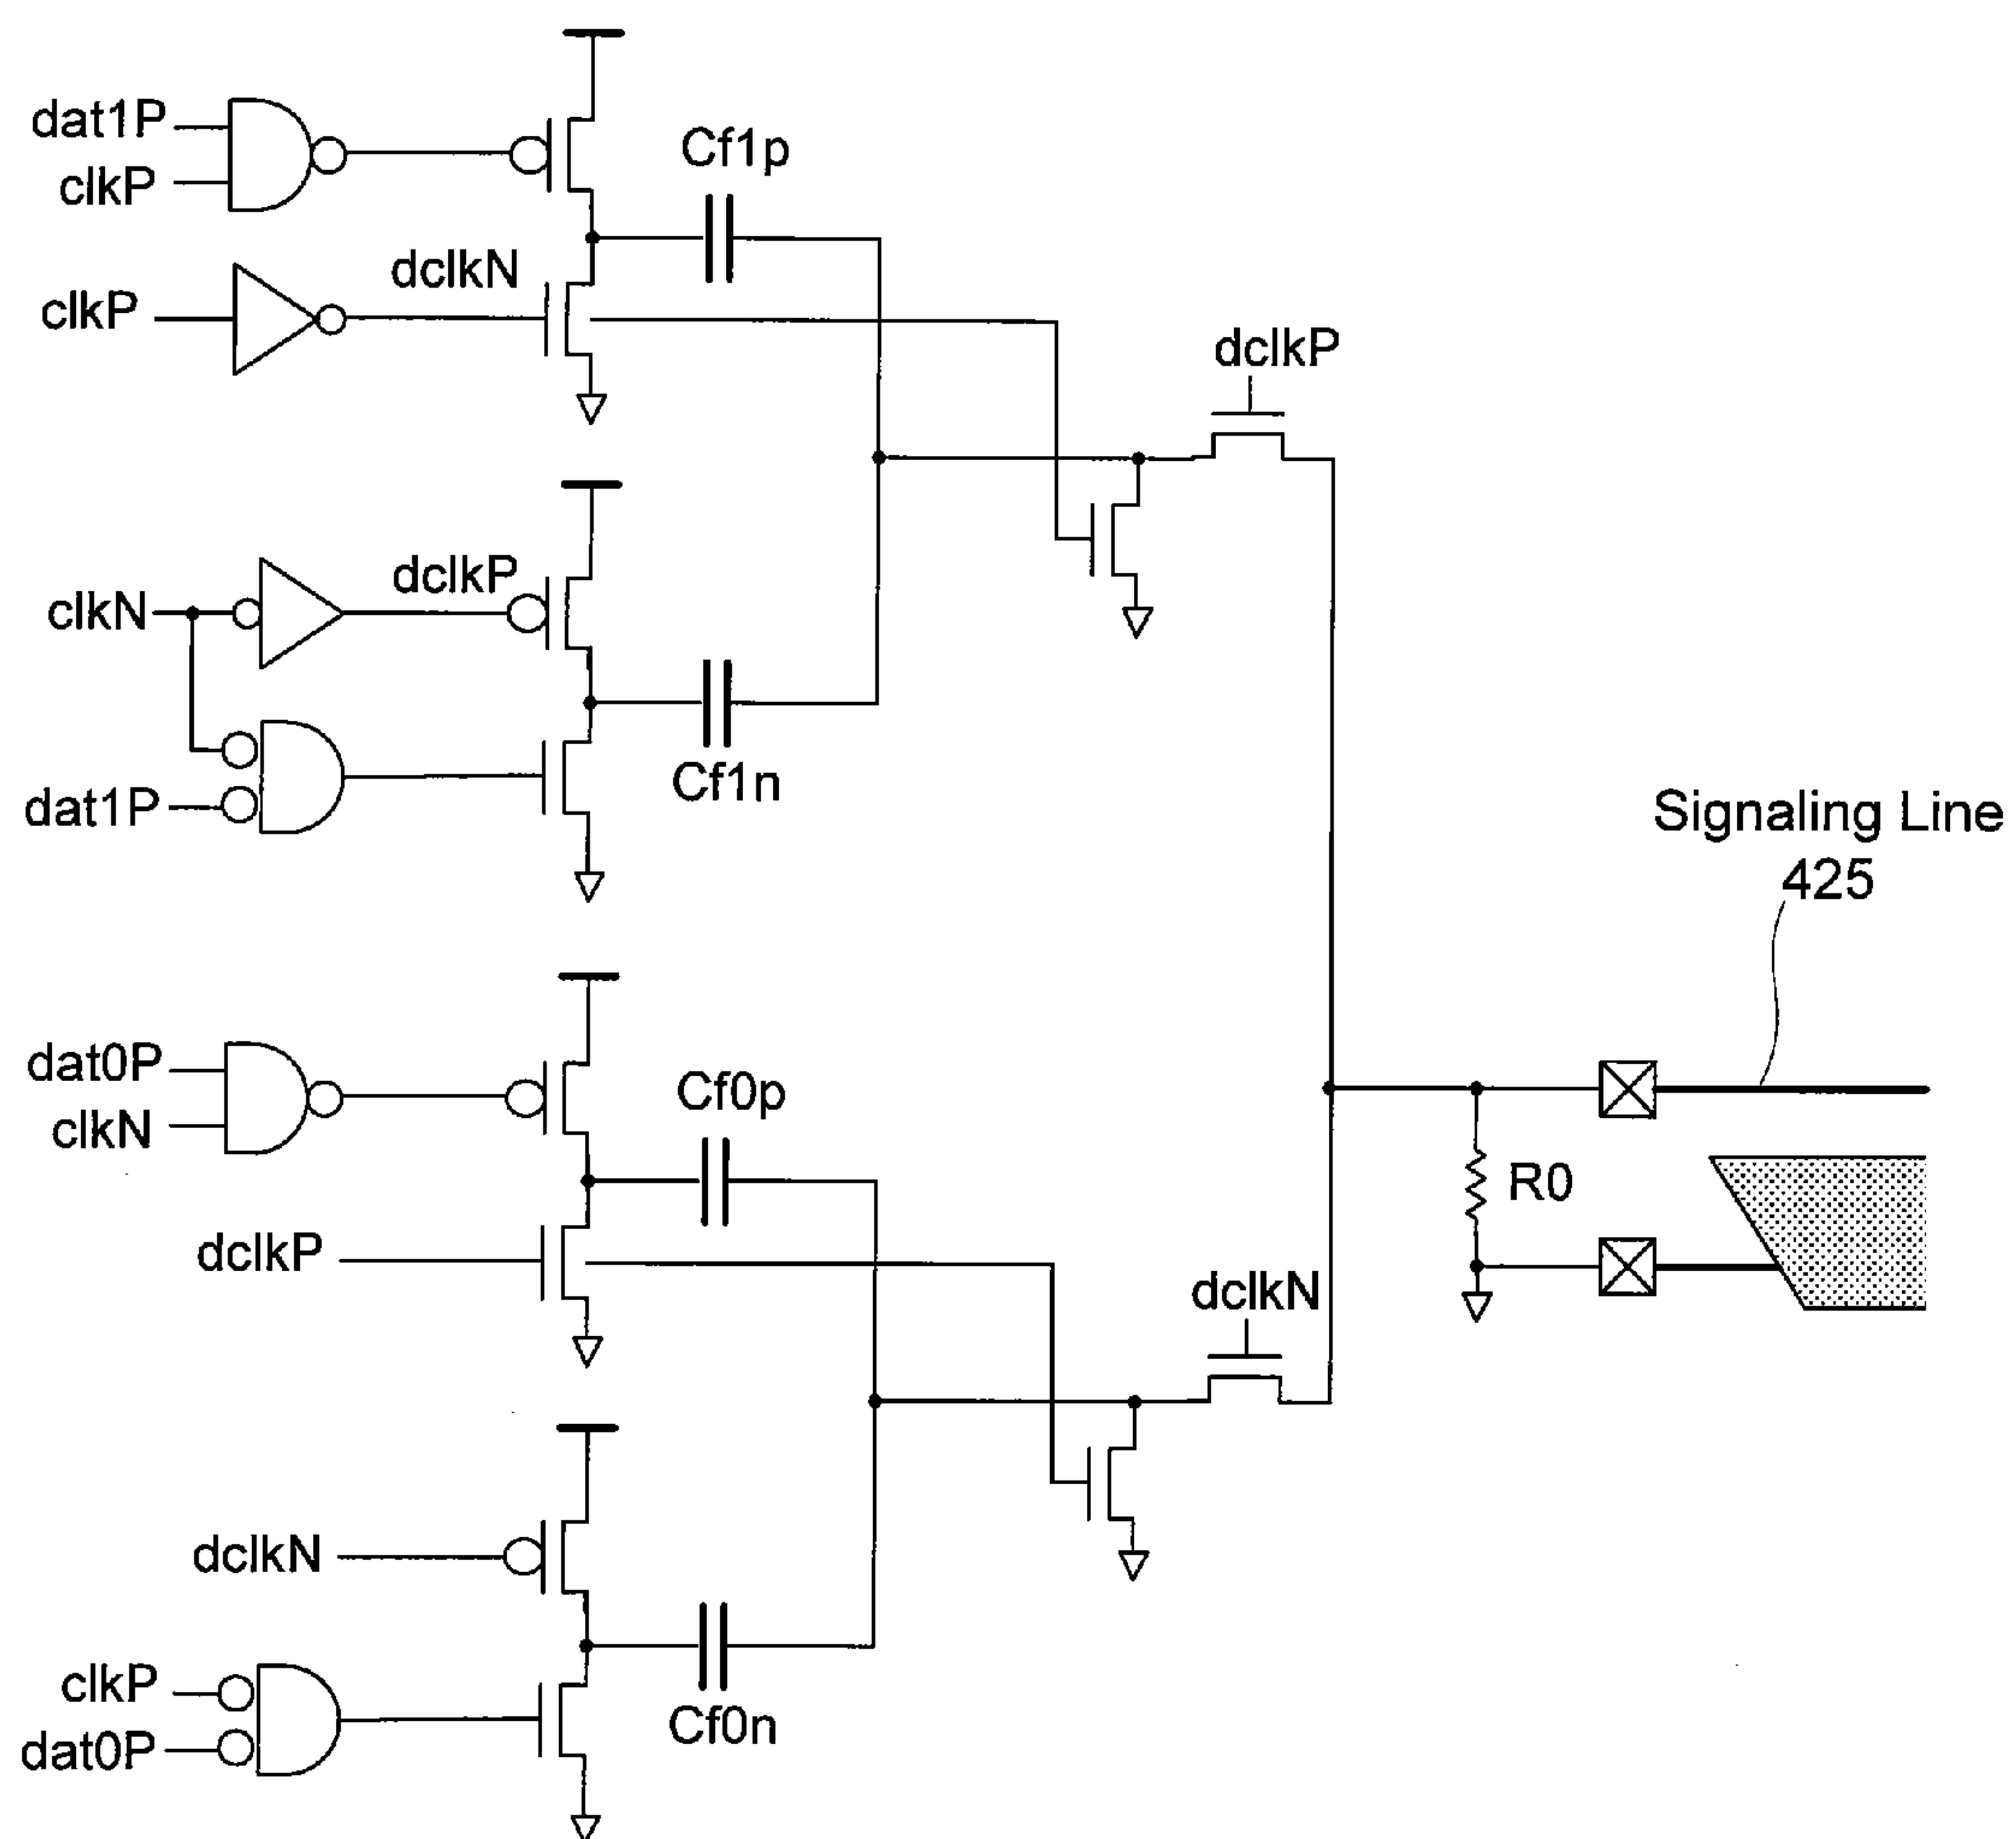 dat1P
clkP
Cf1p
clkP
dclkN
dclkP
clkN
dclkP
dat1P
Cf1n
Signaling Line
425
dat0P
clkN
Cf0p
R0
dclkP
dclkN
dclkN
clkP
dat0P
Cf0n